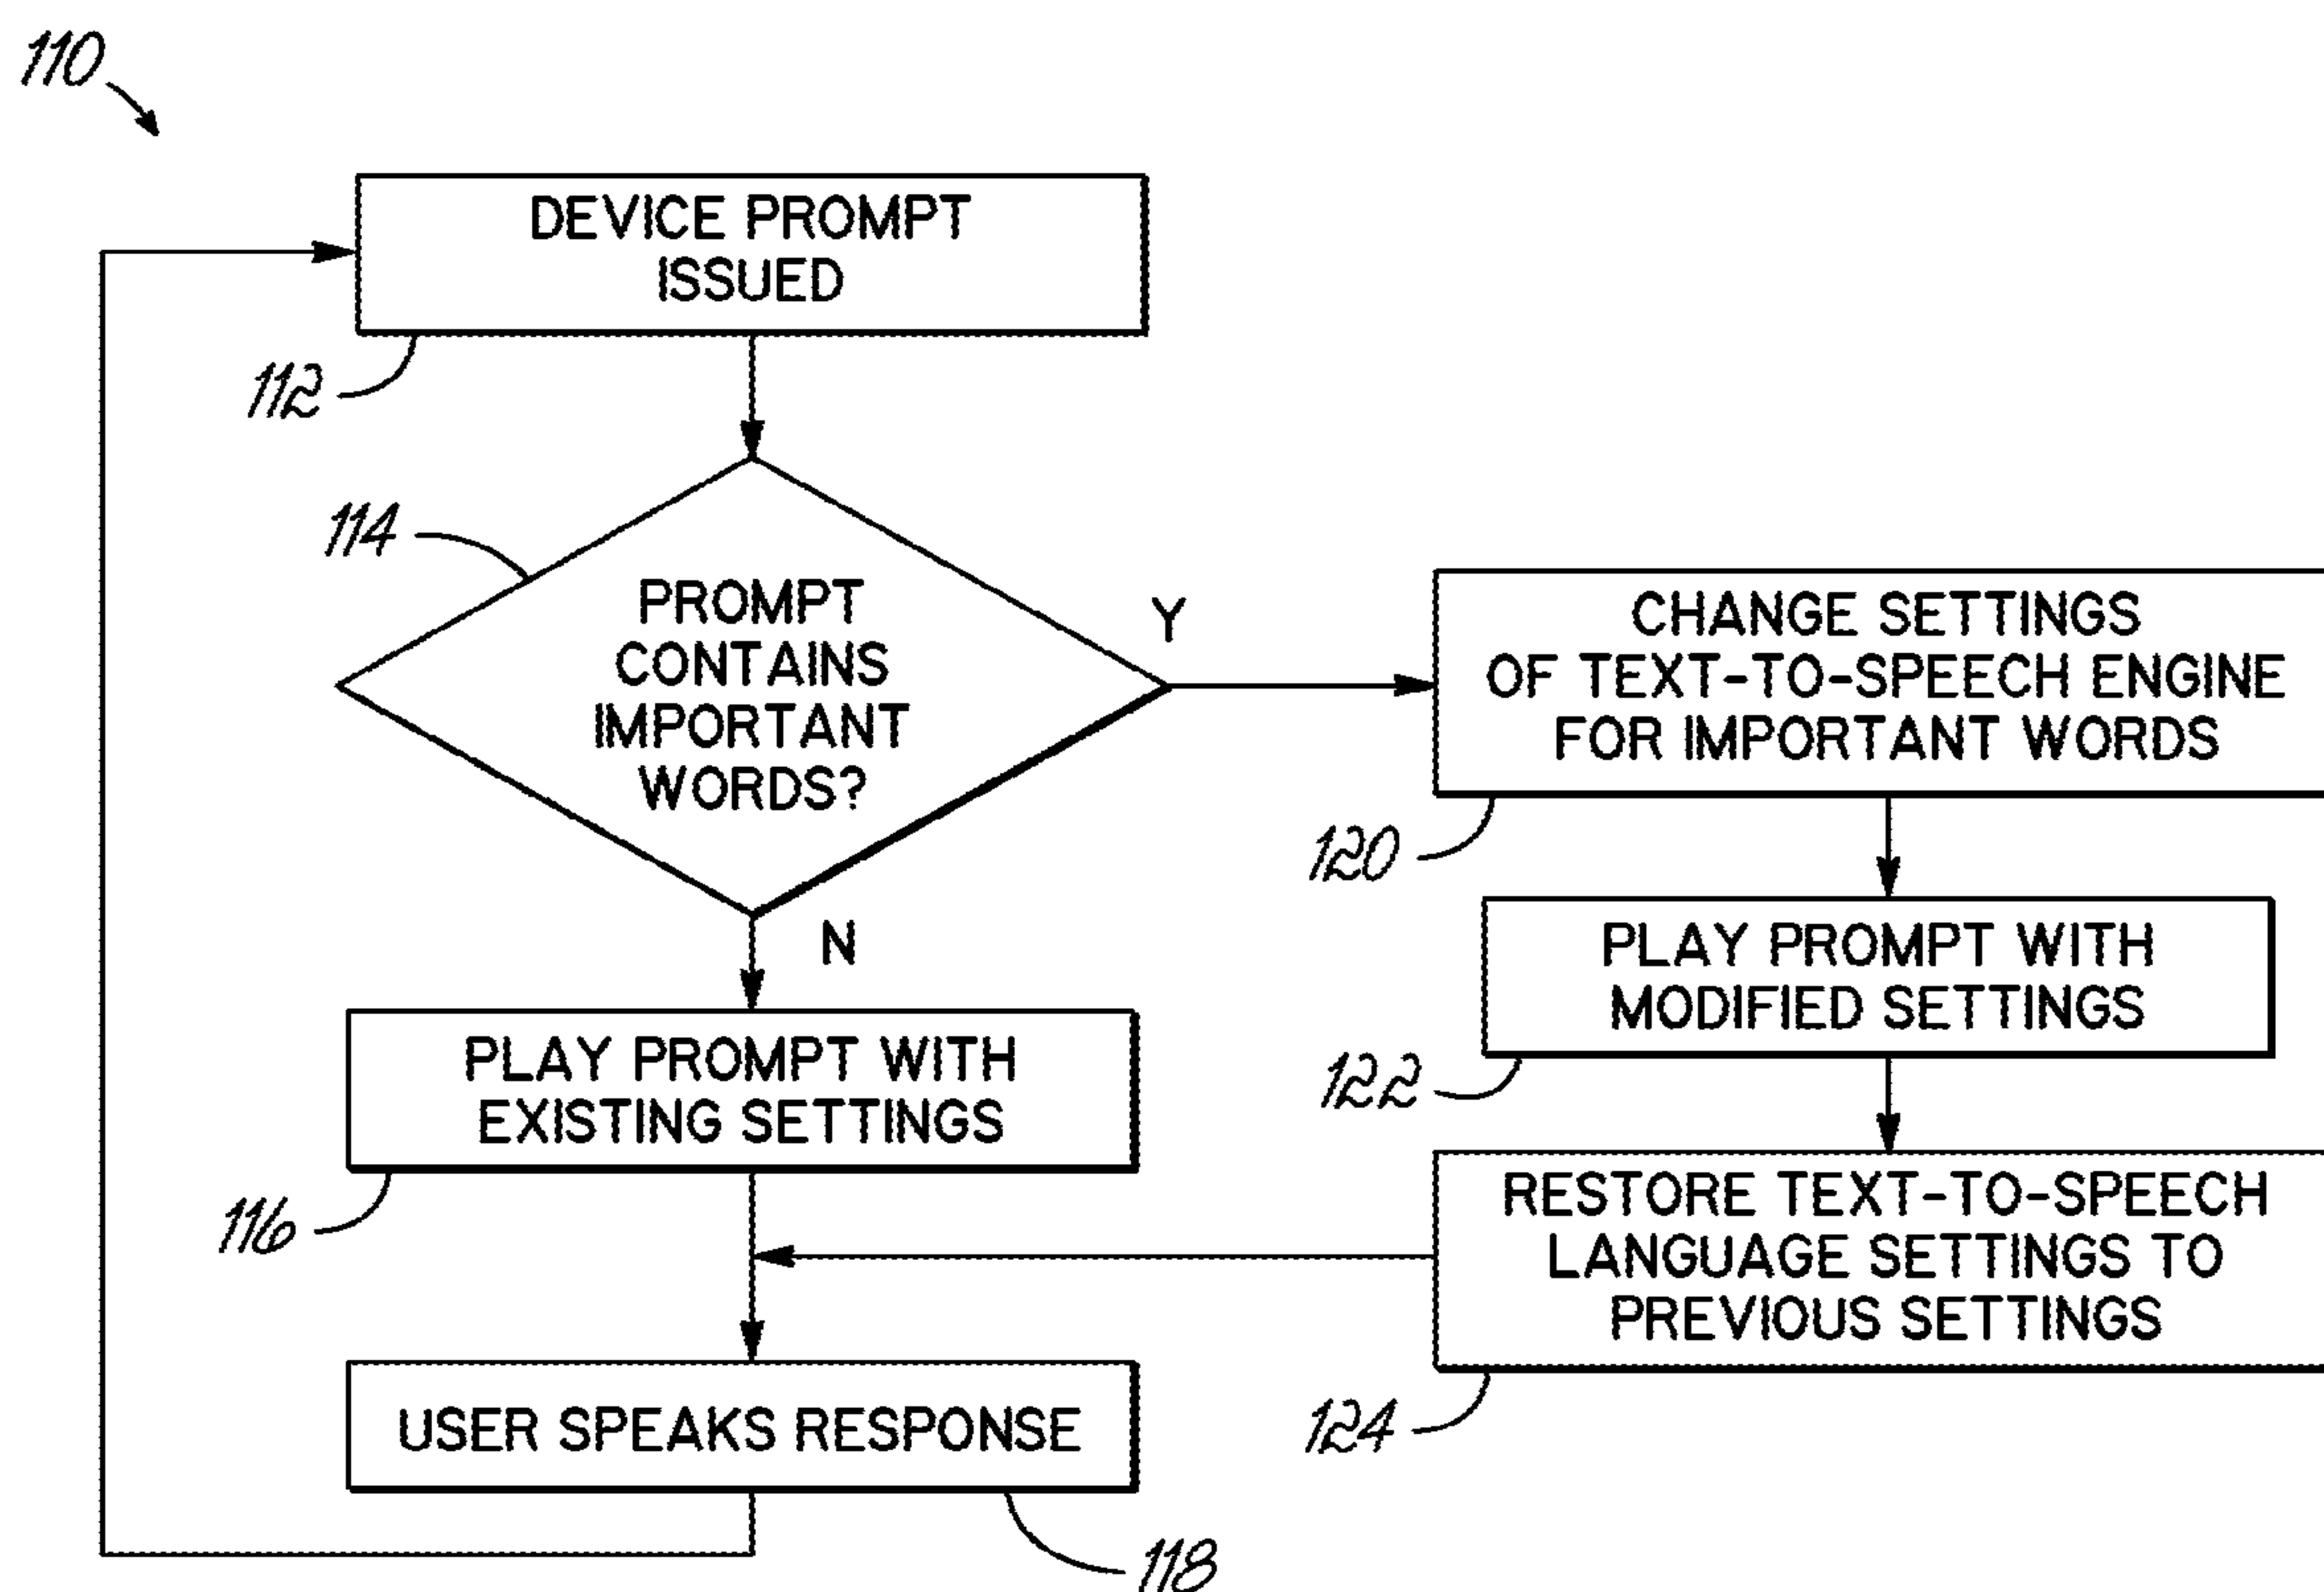 110
DEVICE PROMPT
ISSUED
112
114
PROMPT
CONTAINS
IMPORTANT
WORDS?
Y
N
CHANGE SETTINGS
OF TEXT-TO-SPEECH ENGINE
FOR IMPORTANT WORDS
120
PLAY PROMPT WITH
MODIFIED SETTINGS
122
PLAY PROMPT WITH
EXISTING SETTINGS
116
RESTORE TEXT-TO-SPEECH
LANGUAGE SETTINGS TO
PREVIOUS SETTINGS
124
USER SPEAKS RESPONSE
118